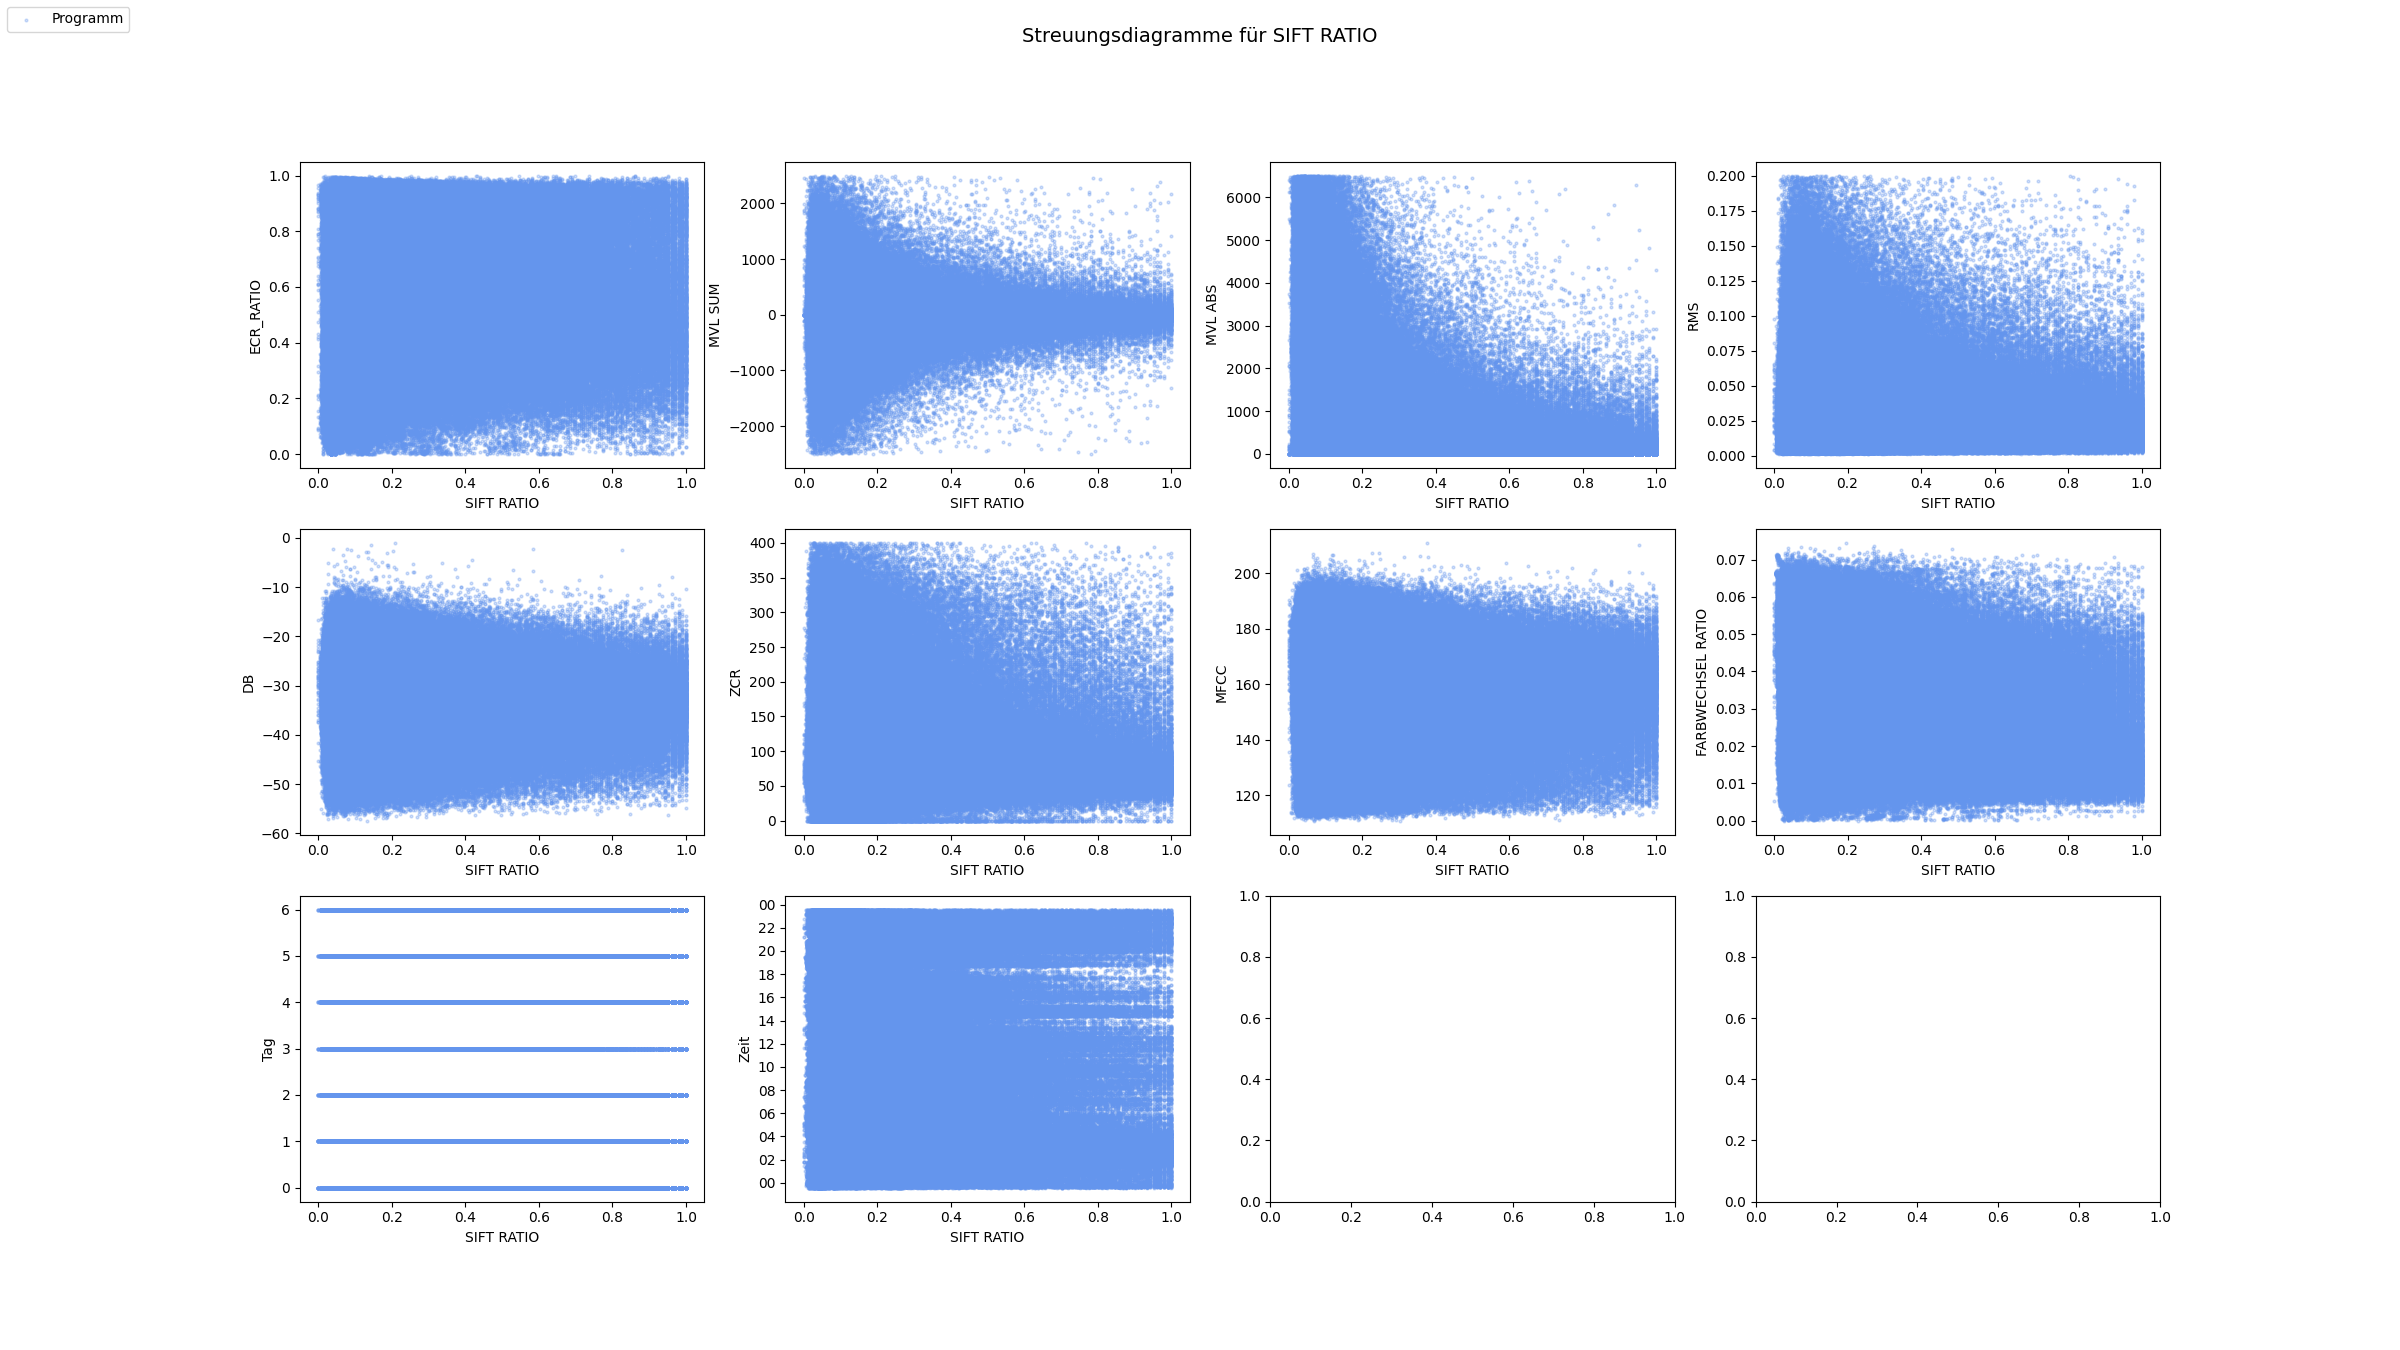 Programm
Streuungsdiagramme für SIFT RATIO
1.0
0.8
0.6
0.4
0.2
0.0
ECR_RATIO
0.0 0.2 0.4 0.6 0.8 1.0
SIFT RATIO
2000
1000
0
−1000
−2000
MVL SUM
0.0 0.2 0.4 0.6 0.8 1.0
SIFT RATIO
6000
5000
4000
3000
2000
1000
0
MVL ABS
0.0 0.2 0.4 0.6 0.8 1.0
SIFT RATIO
0.200
0.175
0.150
0.125
0.100
0.075
0.050
0.025
0.000
RMS
0.0 0.2 0.4 0.6 0.8 1.0
SIFT RATIO
0
−10
−20
−30
−40
−50
−60
DB
0.0 0.2 0.4 0.6 0.8 1.0
SIFT RATIO
400
350
300
250
200
150
100
50
0
ZCR
0.0 0.2 0.4 0.6 0.8 1.0
SIFT RATIO
200
180
160
140
120
MFCC
0.0 0.2 0.4 0.6 0.8 1.0
SIFT RATIO
0.07
0.06
0.05
0.04
0.03
0.02
0.01
0.00
FARBWECHSEL RATIO
0.0 0.2 0.4 0.6 0.8 1.0
SIFT RATIO
6
5
4
3
2
1
0
Tag
0.0 0.2 0.4 0.6 0.8 1.0
SIFT RATIO
00
22
20
18
16
14
12
10
08
06
04
02
00
Zeit
0.0 0.2 0.4 0.6 0.8 1.0
SIFT RATIO
1.0
0.8
0.6
0.4
0.2
0.0
0.0 0.2 0.4 0.6 0.8 1.0
1.0
0.8
0.6
0.4
0.2
0.0
0.0 0.2 0.4 0.6 0.8 1.0